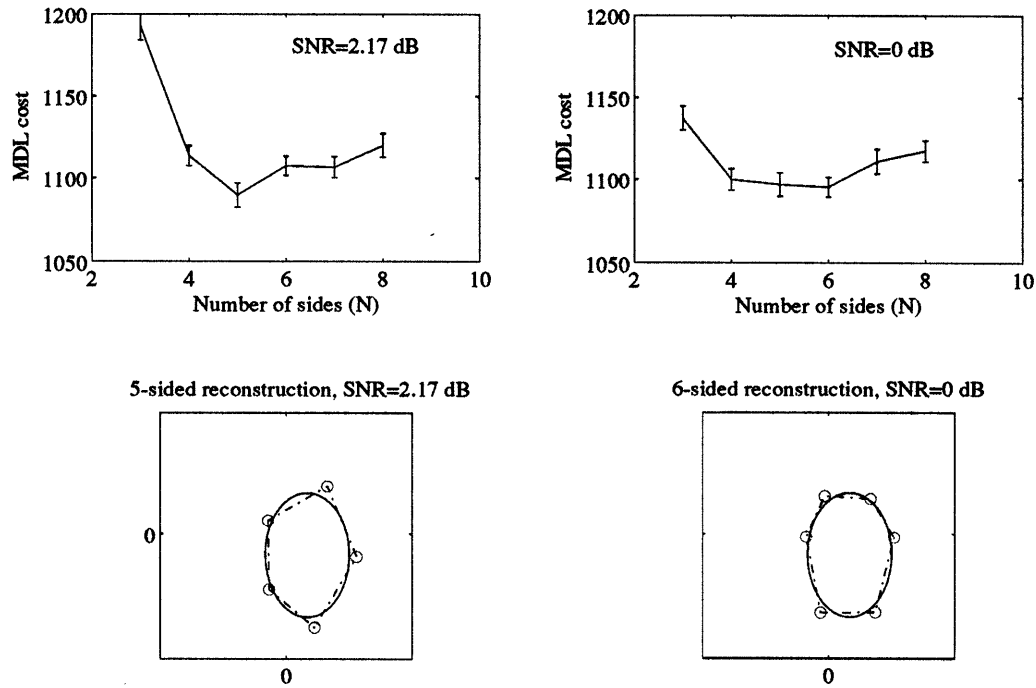 1200
1150
1100
1050
MDL cost
SNR=2.17 dB
2 4 6 8 10
Number of sides (N)
1200
1150
1100
1050
MDL cost
SNR=0 dB
2 4 6 8 10
Number of sides (N)
5-sided reconstruction, SNR=2.17 dB
0
0
6-sided reconstruction, SNR=0 dB
0